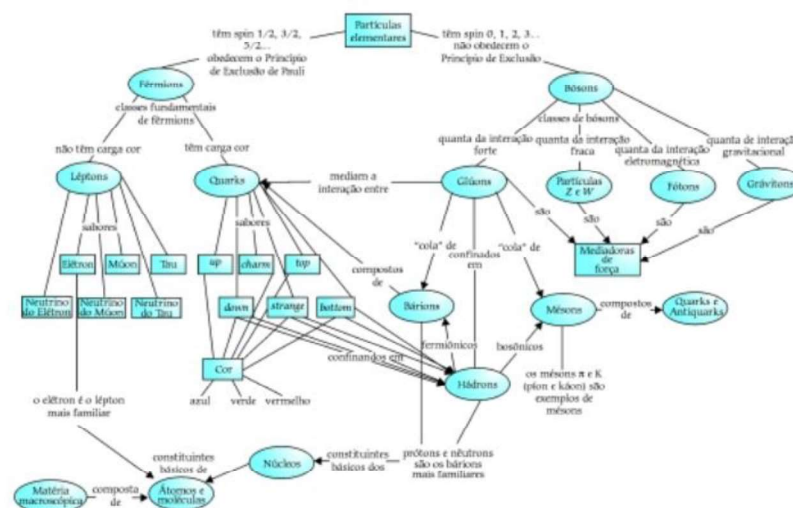 Partículas
elementares
têm spin 1/2, 3/2,
5/2...
obedecem o Princípio
de Exclusão de Pauli
têm spin 0, 1, 2, 3...
não obedecem o
Princípio de Exclusão
Férmions
Bósons
classes fundamentais
de férmions
classes de bósons
não têm carga cor
têm carga cor
quanta da interação
forte
quanta da interação
fraca
quanta da interação
eletromagnética
quanta de interação
gravitacional
Léptons
Quarks
mediam a
interação entre
Glúons
Partículas
Z e W
Fótons
Grávitons
são
são
são
são
Mediadoras
de
força
sabores
sabores
Elétron
Múon
Tau
Neutrino
do Elétron
Neutrino
do Múon
Neutrino
do Tau
up
charm
top
down
strange
bottom
"cola" de
confinados
em
"cola" de
compostos
de
Bárions
Mésons
compostos
de
Quarks e
Antiquarks
fermiônicos
bosônicos
confinandos em
Cor
azul
verde
vermelho
Hádrons
os mésons π e K
(píon e káon) são
exemplos de
mésons
o elétron é o lépton
mais familiar
constituintes
básicos de
Núcleos
constituintes
básicos dos
prótons e nêutrons
são os bárions
mais familiares
Matéria
macroscópica
composta
de
Átomos e
moléculas